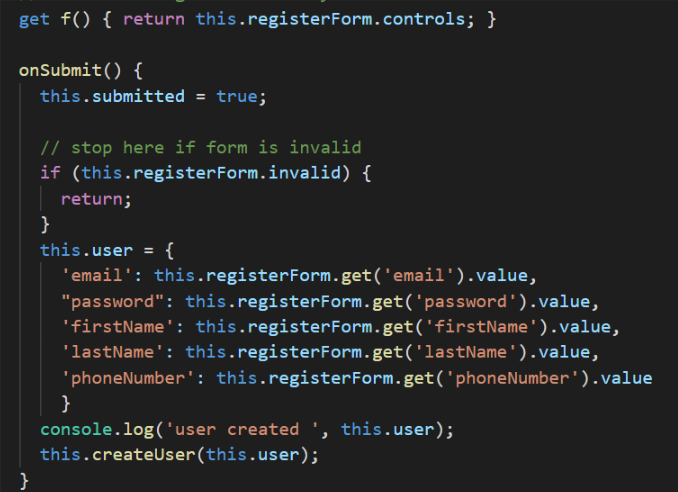 get f() { return this.registerForm.controls; }
onSubmit() {
this.submitted = true;
// stop here if form is invalid
if (this.registerForm.invalid) {
return;
}
this.user = {
'email': this.registerForm.get('email').value,
"password": this.registerForm.get('password').value,
'firstName': this.registerForm.get('firstName').value,
'lastName': this.registerForm.get('lastName').value,
'phoneNumber': this.registerForm.get('phoneNumber').value
}
console.log('user created ', this.user);
this.createUser(this.user);
}